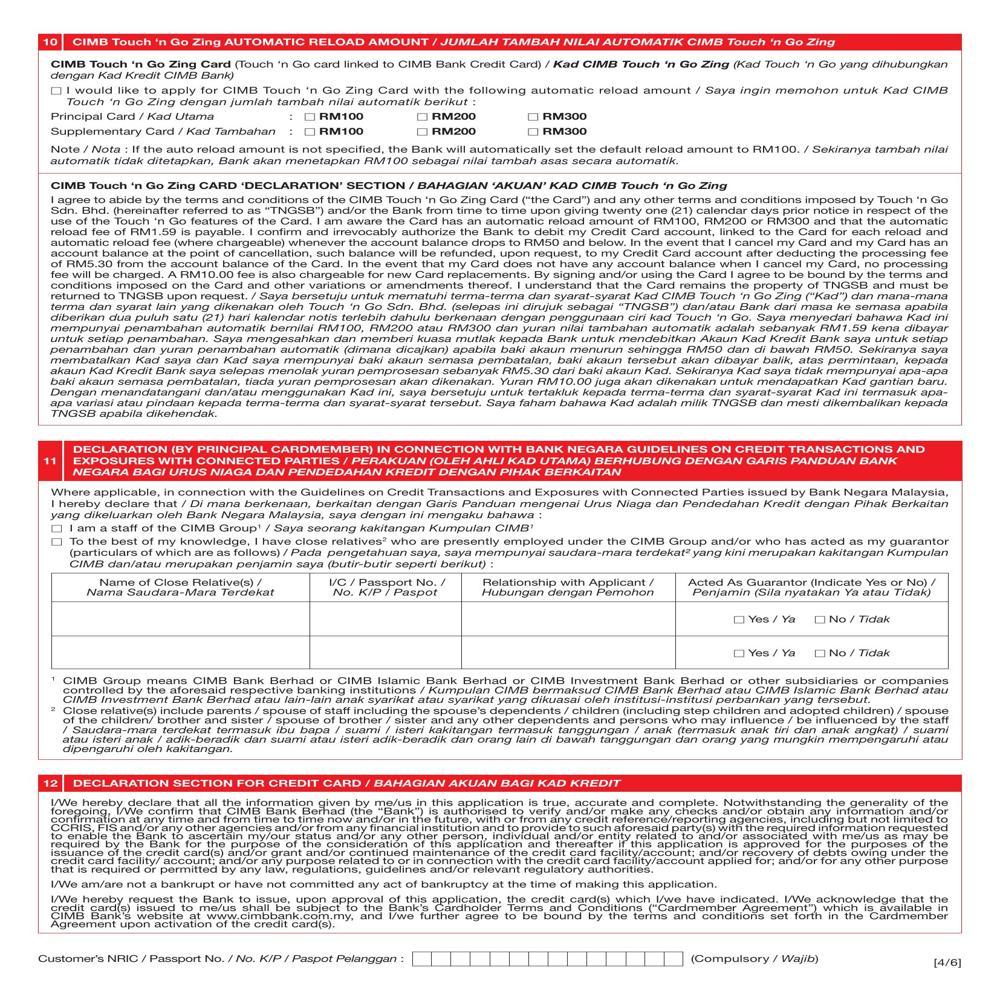 10 CIMB Touch ‘n Go Zing AUTOMATIC RELOAD AMOUNT / JUMLAH TAMBAH NILAI AUTOMATIK CIMB Touch ‘n Go Zing
CIMB Touch ‘n Go Zing Card (Touch ‘n Go card linked to CIMB Bank Credit Card) / Kad CIMB Touch ‘n Go Zing (Kad Touch ‘n Go yang dihubungkan
dengan Kad Kredit CIMB Bank)
☐ I would like to apply for CIMB Touch ‘n Go Zing Card with the following automatic reload amount / Saya ingin memohon untuk Kad CIMB
Touch ‘n Go Zing dengan jumlah tambah nilai automatik berikut :
Principal Card / Kad Utama : ☐ RM100 ☐ RM200 ☐ RM300
Supplementary Card / Kad Tambahan : ☐ RM100 ☐ RM200 ☐ RM300
Note / Nota : If the auto reload amount is not specified, the Bank will automatically set the default reload amount to RM100. / Sekiranya tambah nilai
automatik tidak ditetapkan, Bank akan menetapkan RM100 sebagai nilai tambah asas secara automatik.
CIMB Touch ‘n Go Zing CARD ‘DECLARATION’ SECTION / BAHAGIAN ‘AKUAN’ KAD CIMB Touch ‘n Go Zing
I agree to abide by the terms and conditions of the CIMB Touch ‘n Go Zing Card (“the Card”) and any other terms and conditions imposed by Touch ‘n Go
Sdn. Bhd. (hereinafter referred to as “TNGSB”) and/or the Bank from time to time upon giving twenty one (21) calendar days prior notice in respect of the
use of the Touch ‘n Go features of the Card. I am aware the Card has an automatic reload amount of RM100, RM200 or RM300 and that the automatic
reload fee of RM1.59 is payable. I confirm and irrevocably authorize the Bank to debit my Credit Card account, linked to the Card for each reload and
automatic reload fee (where chargeable) whenever the account balance drops to RM50 and below. In the event that I cancel my Card and my Card has an
account balance at the point of cancellation, such balance will be refunded, upon request, to my Credit Card account after deducting the processing fee
of RM5.30 from the account balance of the Card. In the event that my Card does not have any account balance when I cancel my Card, no processing
fee will be charged. A RM10.00 fee is also chargeable for new Card replacements. By signing and/or using the Card I agree to be bound by the terms and
conditions imposed on the Card and other variations or amendments thereof. I understand that the Card remains the property of TNGSB and must be
returned to TNGSB upon request. / Saya bersetuju untuk mematuhi terma-terma dan syarat-syarat Kad CIMB Touch ‘n Go Zing (“Kad”) dan mana-mana
terma dan syarat lain yang dikenakan oleh Touch ‘n Go Sdn. Bhd. (selepas ini dirujuk sebagai “TNGSB”) dan/atau Bank dari masa ke semasa apabila
diberikan dua puluh satu (21) hari kalendar notis terlebih dahulu berkenaan dengan penggunaan ciri kad Touch ‘n Go. Saya menyedari bahawa Kad ini
mempunyai penambahan automatik bernilai RM100, RM200 atau RM300 dan yuran nilai tambahan automatik adalah sebanyak RM1.59 kena dibayar
untuk setiap penambahan. Saya mengesahkan dan memberi kuasa mutlak kepada Bank untuk mendebitkan Akaun Kad Kredit Bank saya untuk setiap
penambahan dan yuran penambahan automatik (dimana dicajkan) apabila baki akaun menurun sehingga RM50 dan di bawah RM50. Sekiranya saya
membatalkan Kad saya dan Kad saya mempunyai baki akaun semasa pembatalan, baki akaun tersebut akan dibayar balik, atas permintaan, kepada
akaun Kad Kredit Bank saya selepas menolak yuran pemprosesan sebanyak RM5.30 dari baki akaun Kad. Sekiranya Kad saya tidak mempunyai apa-apa
baki akaun semasa pembatalan, tiada yuran pemprosesan akan dikenakan. Yuran RM10.00 juga akan dikenakan untuk mendapatkan Kad gantian baru.
Dengan menandatangani dan/atau menggunakan Kad ini, saya bersetuju untuk tertakluk kepada terma-terma dan syarat-syarat Kad ini termasuk apa-
apa variasi atau pindaan kepada terma-terma dan syarat-syarat tersebut. Saya faham bahawa Kad adalah milik TNGSB dan mesti dikembalikan kepada
TNGSB apabila dikehendak.
11 DECLARATION (BY PRINCIPAL CARDMEMBER) IN CONNECTION WITH BANK NEGARA GUIDELINES ON CREDIT TRANSACTIONS AND
EXPOSURES WITH CONNECTED PARTIES / PERAKUAN (OLEH AHLI KAD UTAMA) BERHUBUNG DENGAN GARIS PANDUAN BANK
NEGARA BAGI URUS NIAGA DAN PENDEDAHAN KREDIT DENGAN PIHAK BERKAITAN
Where applicable, in connection with the Guidelines on Credit Transactions and Exposures with Connected Parties issued by Bank Negara Malaysia,
I hereby declare that / Di mana berkenaan, berkaitan dengan Garis Panduan mengenai Urus Niaga dan Pendedahan Kredit dengan Pihak Berkaitan
yang dikeluarkan oleh Bank Negara Malaysia, saya dengan ini mengaku bahawa :
☐ I am a staff of the CIMB Group¹ / Saya seorang kakitangan Kumpulan CIMB¹
☐ To the best of my knowledge, I have close relatives² who are presently employed under the CIMB Group and/or who has acted as my guarantor
(particulars of which are as follows) / Pada pengetahuan saya, saya mempunyai saudara-mara terdekat² yang kini merupakan kakitangan Kumpulan
CIMB dan/atau merupakan penjamin saya (butir-butir seperti berikut) :
Name of Close Relative(s) / I/C / Passport No. / Relationship with Applicant / Acted As Guarantor (Indicate Yes or No) /
Nama Saudara-Mara Terdekat No. K/P / Paspot Hubungan dengan Pemohon Penjamin (Sila nyatakan Ya atau Tidak)
☐ Yes / Ya ☐ No / Tidak
☐ Yes / Ya ☐ No / Tidak
¹ CIMB Group means CIMB Bank Berhad or CIMB Islamic Bank Berhad or CIMB Investment Bank Berhad or other subsidiaries or companies
controlled by the aforesaid respective banking institutions / Kumpulan CIMB bermaksud CIMB Bank Berhad atau CIMB Islamic Bank Berhad atau
CIMB Investment Bank Berhad atau lain-lain anak syarikat atau syarikat yang dikuasai oleh institusi-institusi perbankan yang tersebut.
² Close relative(s) include parents / spouse of staff including the spouse’s dependents / children (including step children and adopted children) / spouse
of the children/ brother and sister / spouse of brother / sister and any other dependents and persons who may influence / be influenced by the staff
/ Saudara-mara terdekat termasuk ibu bapa / suami / isteri kakitangan termasuk tanggungan / anak (termasuk anak tiri dan anak angkat) / suami
atau isteri anak / adik-beradik dan suami atau isteri adik-beradik dan orang lain di bawah tanggungan dan orang yang mungkin mempengaruhi atau
dipengaruhi oleh kakitangan.
12 DECLARATION SECTION FOR CREDIT CARD / BAHAGIAN AKUAN BAGI KAD KREDIT
I/We hereby declare that all the information given by me/us in this application is true, accurate and complete. Notwithstanding the generality of the
foregoing, I/We confirm that CIMB Bank Berhad (the “Bank”) is authorised to verify and/or make any checks and/or obtain any information and/or
confirmation at any time and from time to time now and/or in the future, with or from any credit reference/reporting agencies, including but not limited to
CCRIS, FIS and/or any other agencies and/or from any financial institution and to provide to such aforesaid party(s) with the required information requested
to enable the Bank to ascertain my/our status and/or any other person, individual and/or entity related to and/or associated with me/us as may be
required by the Bank for the purpose of the consideration of this application and thereafter if this application is approved for the purposes of the
issuance of the credit card(s) and/or grant and/or continued maintenance of the credit card facility/account; and/or recovery of debts owing under the
credit card facility/ account; and/or any purpose related to or in connection with the credit card facility/account applied for; and/or for any other purpose
that is required or permitted by any law, regulations, guidelines and/or relevant regulatory authorities.
I/We am/are not a bankrupt or have not committed any act of bankruptcy at the time of making this application.
I/We hereby request the Bank to issue, upon approval of this application, the credit card(s) which I/we have indicated. I/We acknowledge that the
credit card(s) issued to me/us shall be subject to the Bank’s Cardholder Terms and Conditions (“Cardmember Agreement”) which is available in
CIMB Bank’s website at www.cimbbank.com.my, and I/we further agree to be bound by the terms and conditions set forth in the Cardmember
Agreement upon activation of the credit card(s).
Customer’s NRIC / Passport No. / No. K/P / Paspot Pelanggan : (Compulsory / Wajib) [4/6]